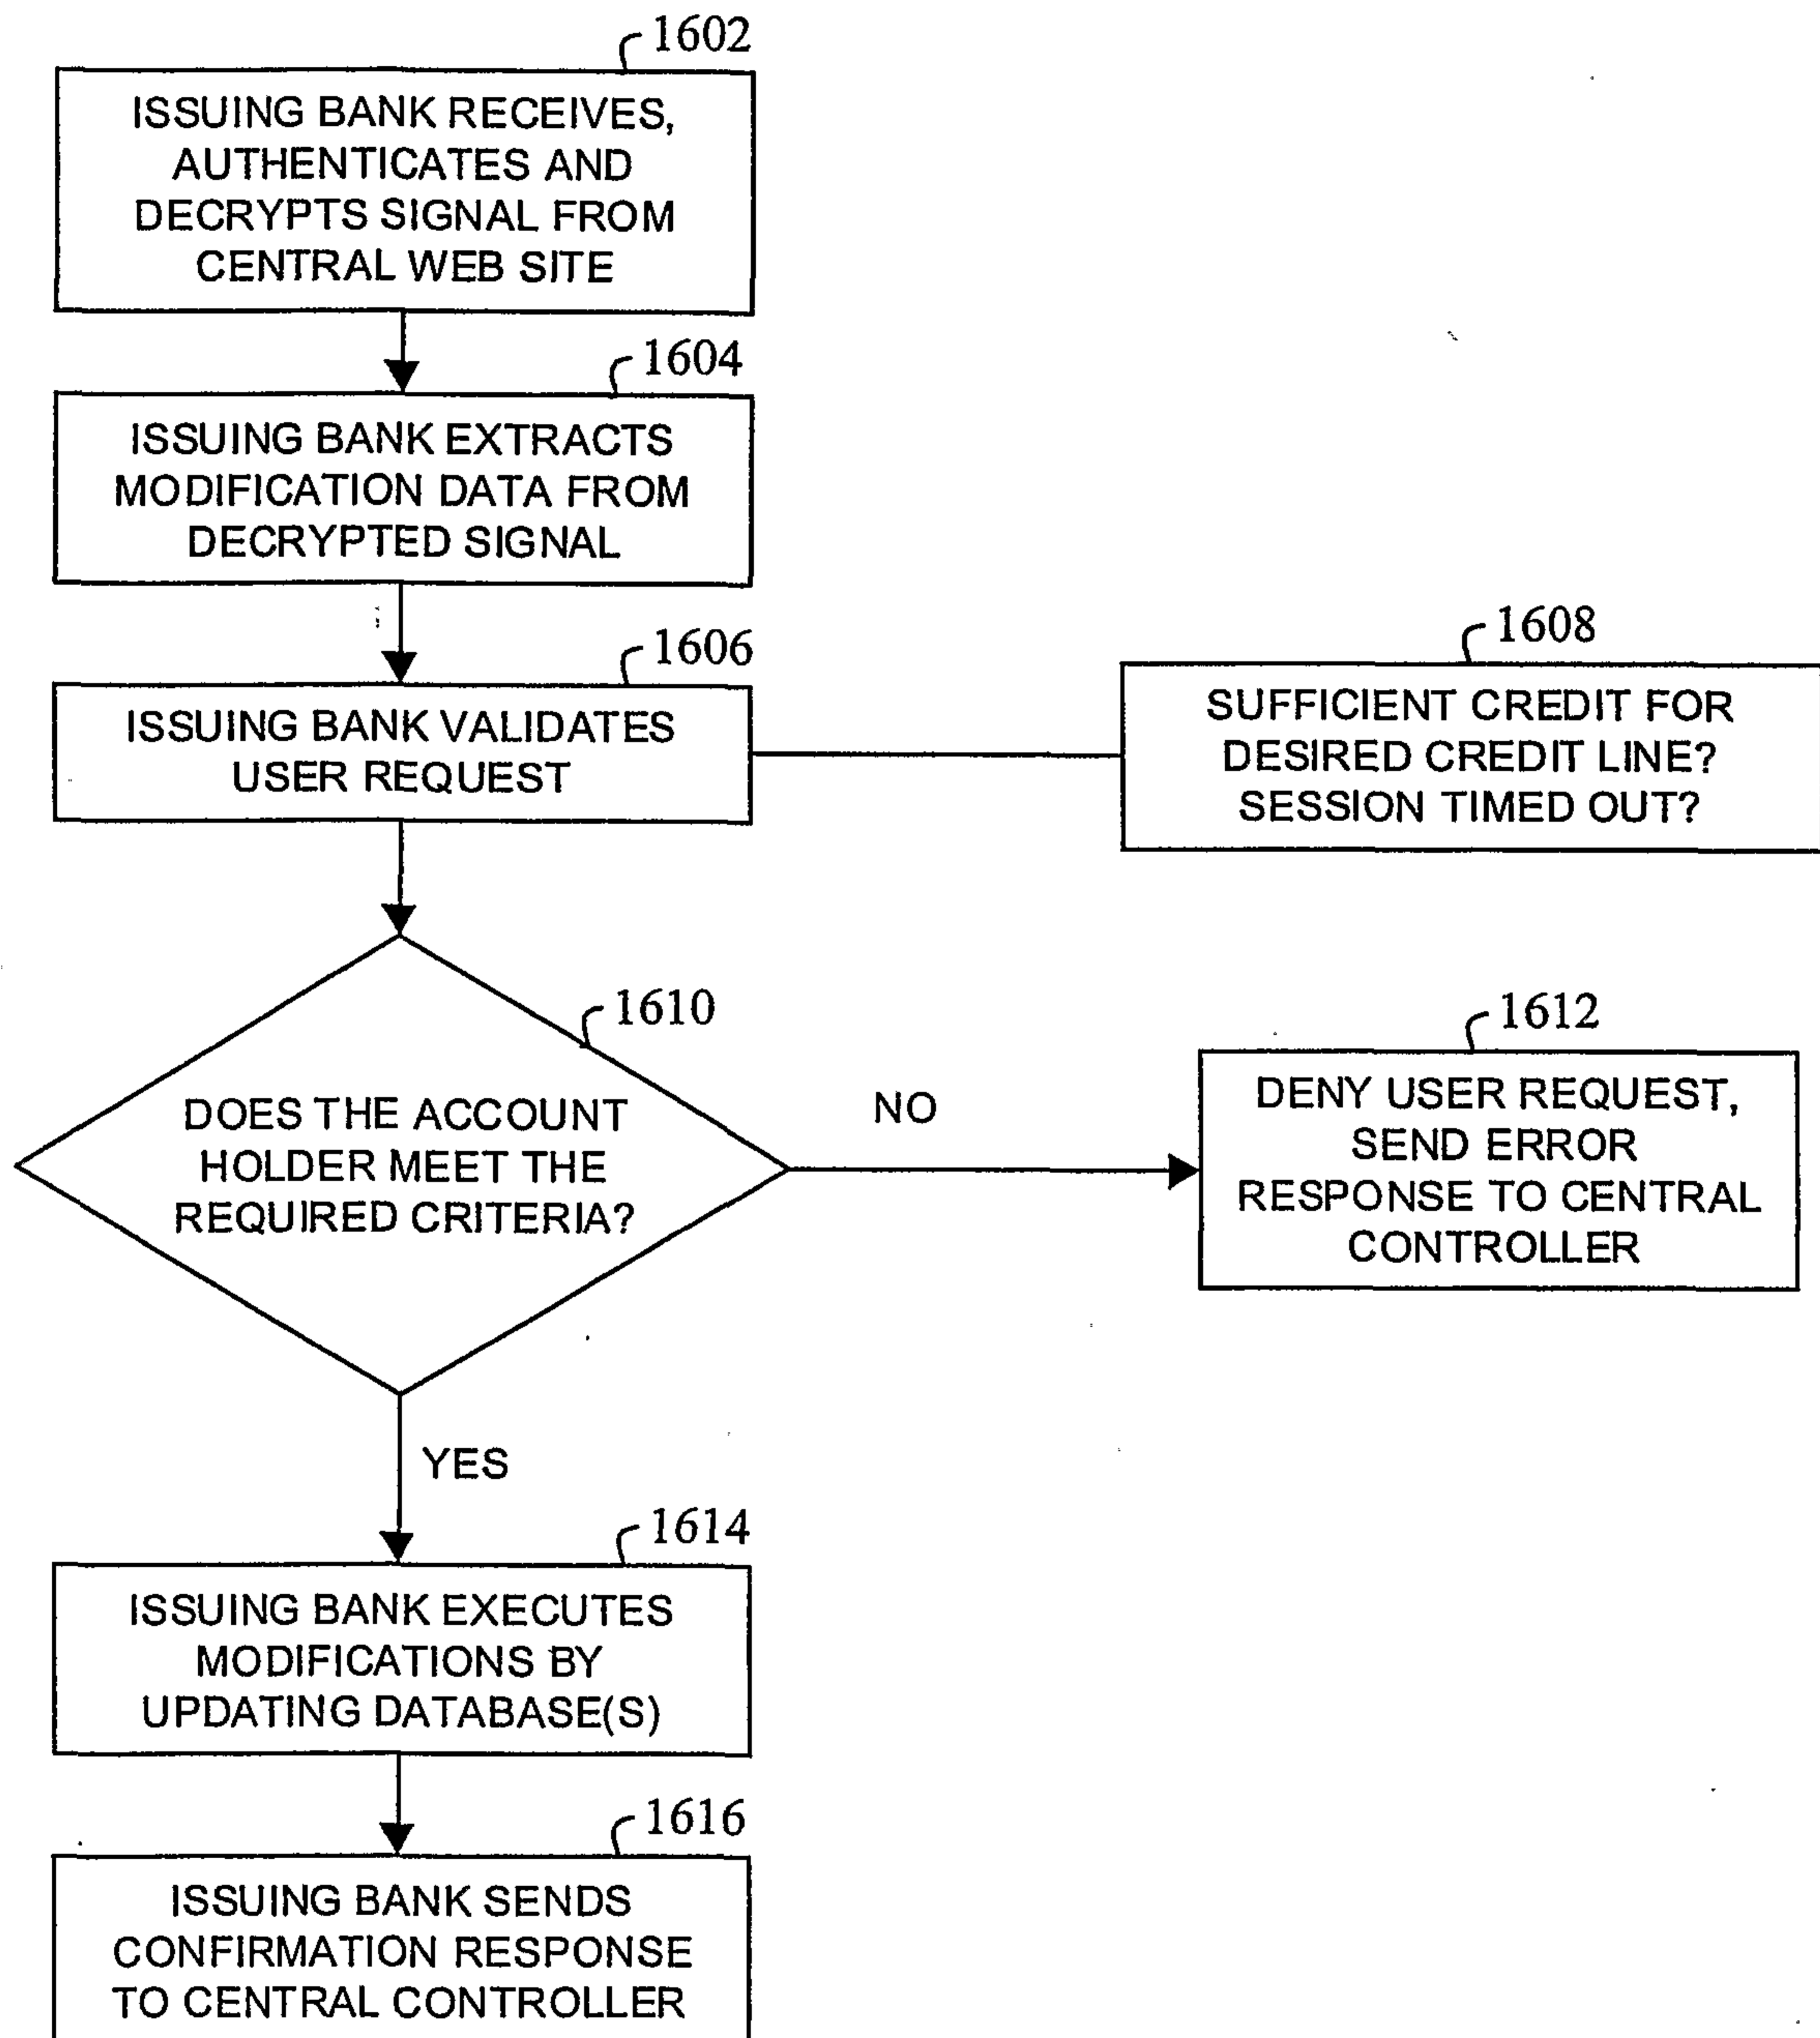 1602
ISSUING BANK RECEIVES,
AUTHENTICATES AND
DECRYPTS SIGNAL FROM
CENTRAL WEB SITE
1604
ISSUING BANK EXTRACTS
MODIFICATION DATA FROM
DECRYPTED SIGNAL
1606
ISSUING BANK VALIDATES
USER REQUEST
1608
SUFFICIENT CREDIT FOR
DESIRED CREDIT LINE?
SESSION TIMED OUT?
1610
DOES THE ACCOUNT
HOLDER MEET THE
REQUIRED CRITERIA?
NO
1612
DENY USER REQUEST,
SEND ERROR
RESPONSE TO CENTRAL
CONTROLLER
YES
1614
ISSUING BANK EXECUTES
MODIFICATIONS BY
UPDATING DATABASE(S)
1616
ISSUING BANK SENDS
CONFIRMATION RESPONSE
TO CENTRAL CONTROLLER